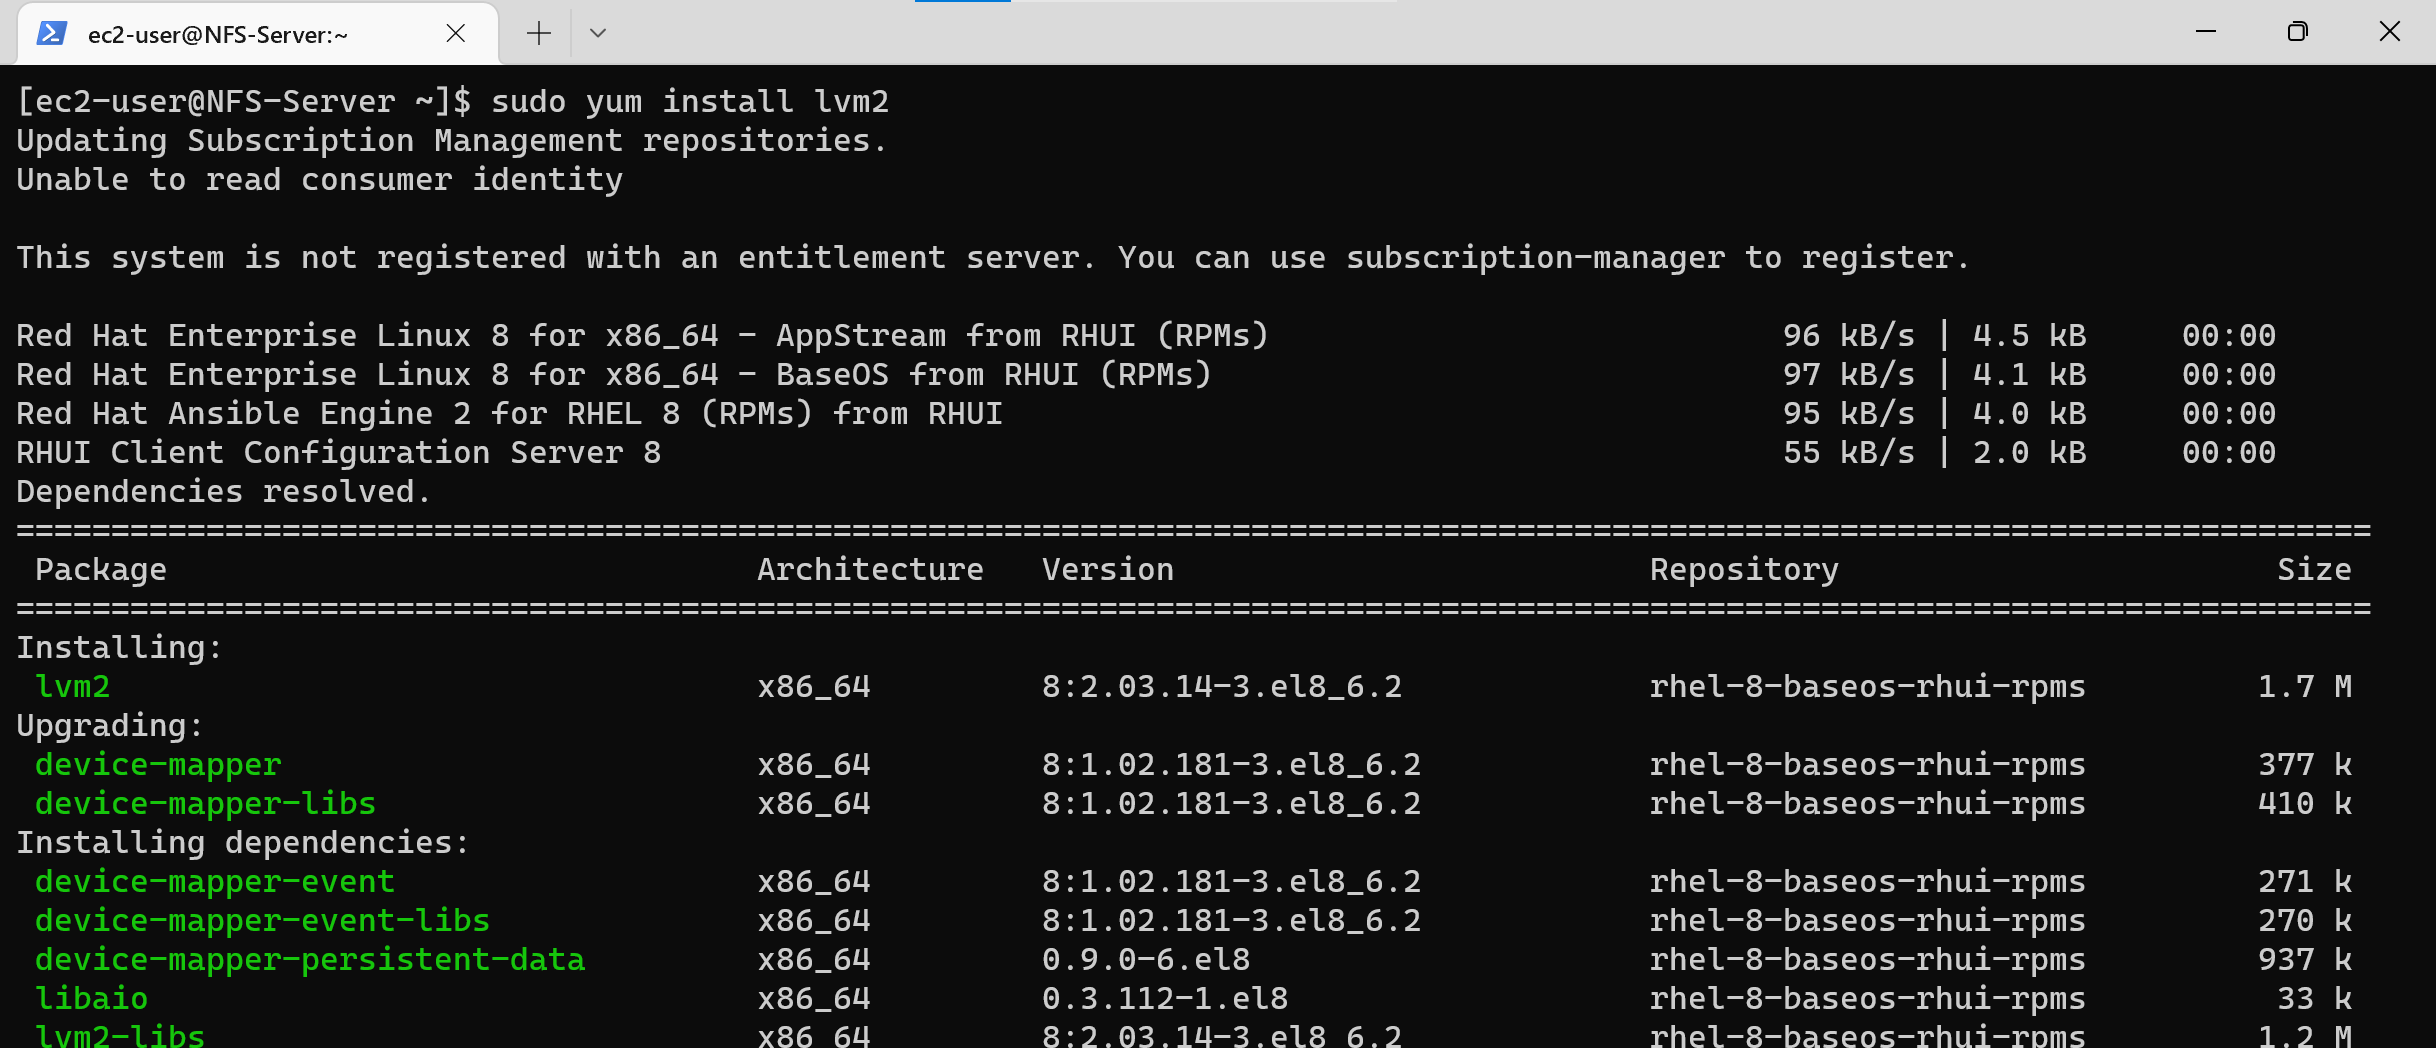 ec2-user@NFS-Server:~
[ec2-user@NFS-Server ~]$ sudo yum install lvm2
Updating Subscription Management repositories.
Unable to read consumer identity
This system is not registered with an entitlement server. You can use subscription-manager to register.
Red Hat Enterprise Linux 8 for x86_64 - AppStream from RHUI (RPMs) 96 kB/s | 4.5 kB 00:00
Red Hat Enterprise Linux 8 for x86_64 - BaseOS from RHUI (RPMs) 97 kB/s | 4.1 kB 00:00
Red Hat Ansible Engine 2 for RHEL 8 (RPMs) from RHUI 95 kB/s | 4.0 kB 00:00
RHUI Client Configuration Server 8 55 kB/s | 2.0 kB 00:00
Dependencies resolved.
============================================================================================================================
Package Architecture Version Repository Size
============================================================================================================================
Installing:
lvm2 x86_64 8:2.03.14-3.el8_6.2 rhel-8-baseos-rhui-rpms 1.7 M
Upgrading:
device-mapper x86_64 8:1.02.181-3.el8_6.2 rhel-8-baseos-rhui-rpms 377 k
device-mapper-libs x86_64 8:1.02.181-3.el8_6.2 rhel-8-baseos-rhui-rpms 410 k
Installing dependencies:
device-mapper-event x86_64 8:1.02.181-3.el8_6.2 rhel-8-baseos-rhui-rpms 271 k
device-mapper-event-libs x86_64 8:1.02.181-3.el8_6.2 rhel-8-baseos-rhui-rpms 270 k
device-mapper-persistent-data x86_64 0.9.0-6.el8 rhel-8-baseos-rhui-rpms 937 k
libaio x86_64 0.3.112-1.el8 rhel-8-baseos-rhui-rpms 33 k
lvm2-libs x86_64 8:2.03.14-3.el8_6.2 rhel-8-baseos-rhui-rpms 1.2 M